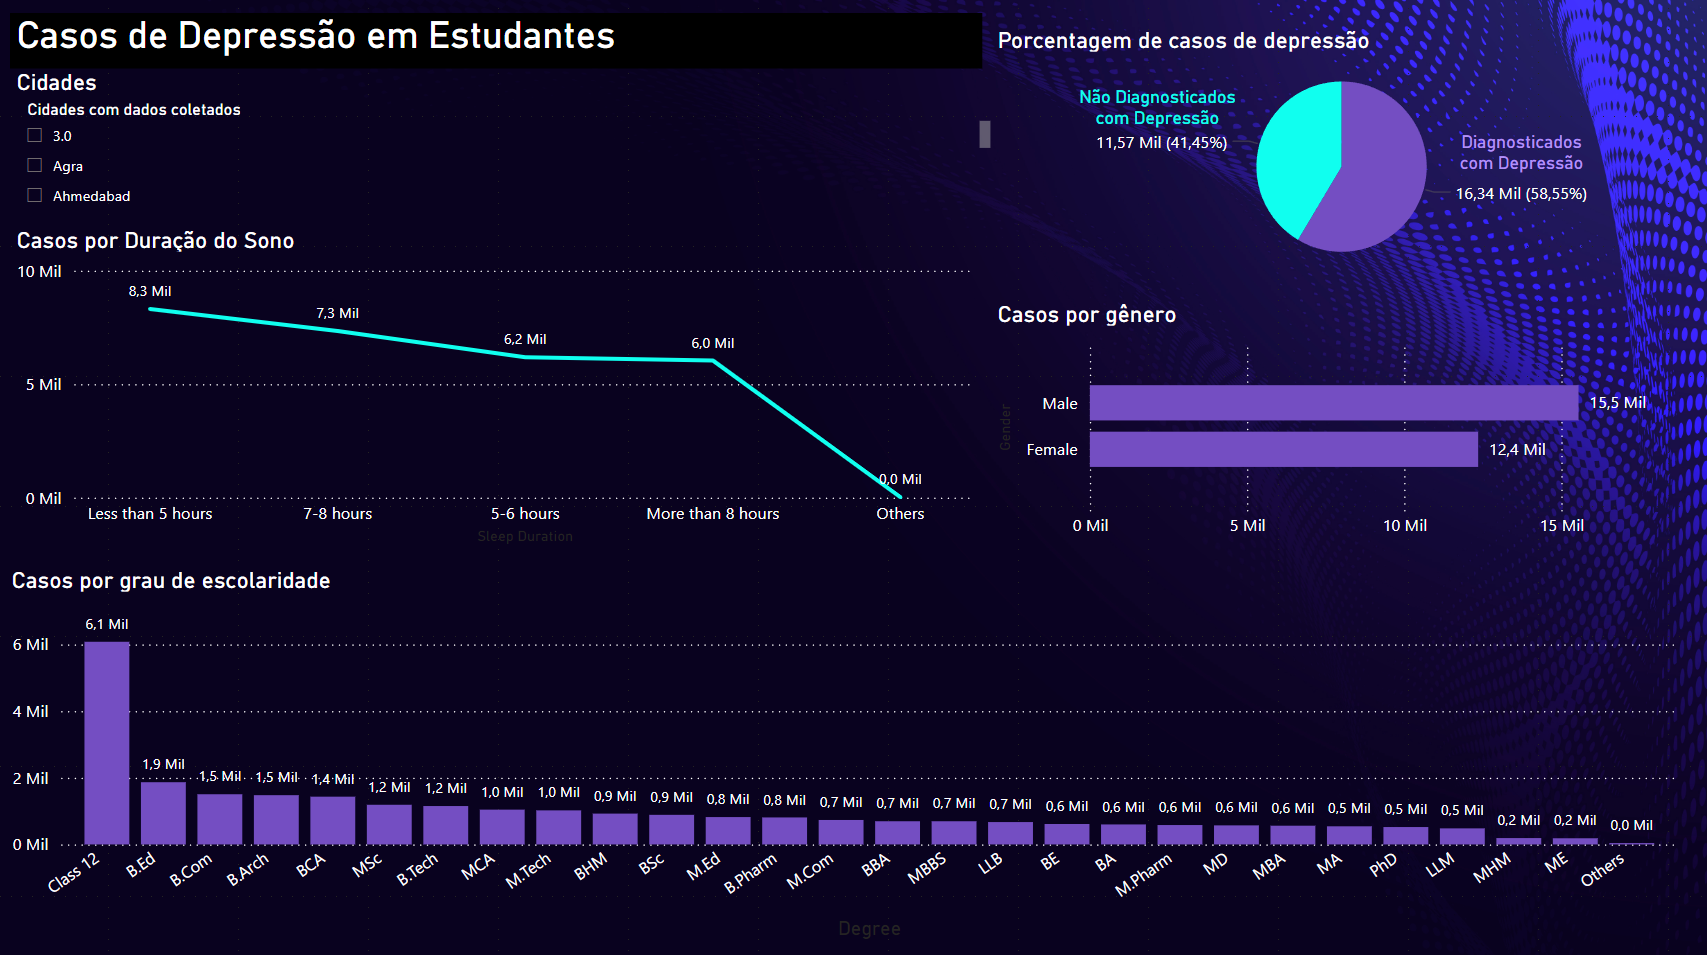 Casos de Depressão em Estudantes
Cidades
Cidades com dados coletados
3.0
Agra
Ahmedabad
Casos por Duração do Sono
10 Mil
5 Mil
0 Mil
8,3 Mil
7,3 Mil
6,2 Mil
6,0 Mil
0,0 Mil
Less than 5 hours
7-8 hours
5-6 hours
More than 8 hours
Others
Sleep Duration
Porcentagem de casos de depressão
Não Diagnosticados
com Depressão
11,57 Mil (41,45%)
Diagnosticados
com Depressão
16,34 Mil (58,55%)
Casos por gênero
Gender
Male
15,5 Mil
Female
12,4 Mil
0 Mil
5 Mil
10 Mil
15 Mil
Casos por grau de escolaridade
6 Mil
4 Mil
2 Mil
0 Mil
6,1 Mil
1,9 Mil
1,5 Mil
1,5 Mil
1,4 Mil
1,2 Mil
1,2 Mil
1,0 Mil
1,0 Mil
0,9 Mil
0,9 Mil
0,8 Mil
0,8 Mil
0,7 Mil
0,7 Mil
0,7 Mil
0,7 Mil
0,6 Mil
0,6 Mil
0,6 Mil
0,6 Mil
0,6 Mil
0,5 Mil
0,5 Mil
0,5 Mil
0,2 Mil
0,2 Mil
0,0 Mil
Class 12
B.Ed
B.Com
B.Arch
BCA
MSc
B.Tech
MCA
M.Tech
BHM
BSc
M.Ed
B.Pharm
M.Com
BBA
MBBS
LLB
BE
BA
M.Pharm
MD
MBA
MA
PhD
LLM
MHM
ME
Others
Degree